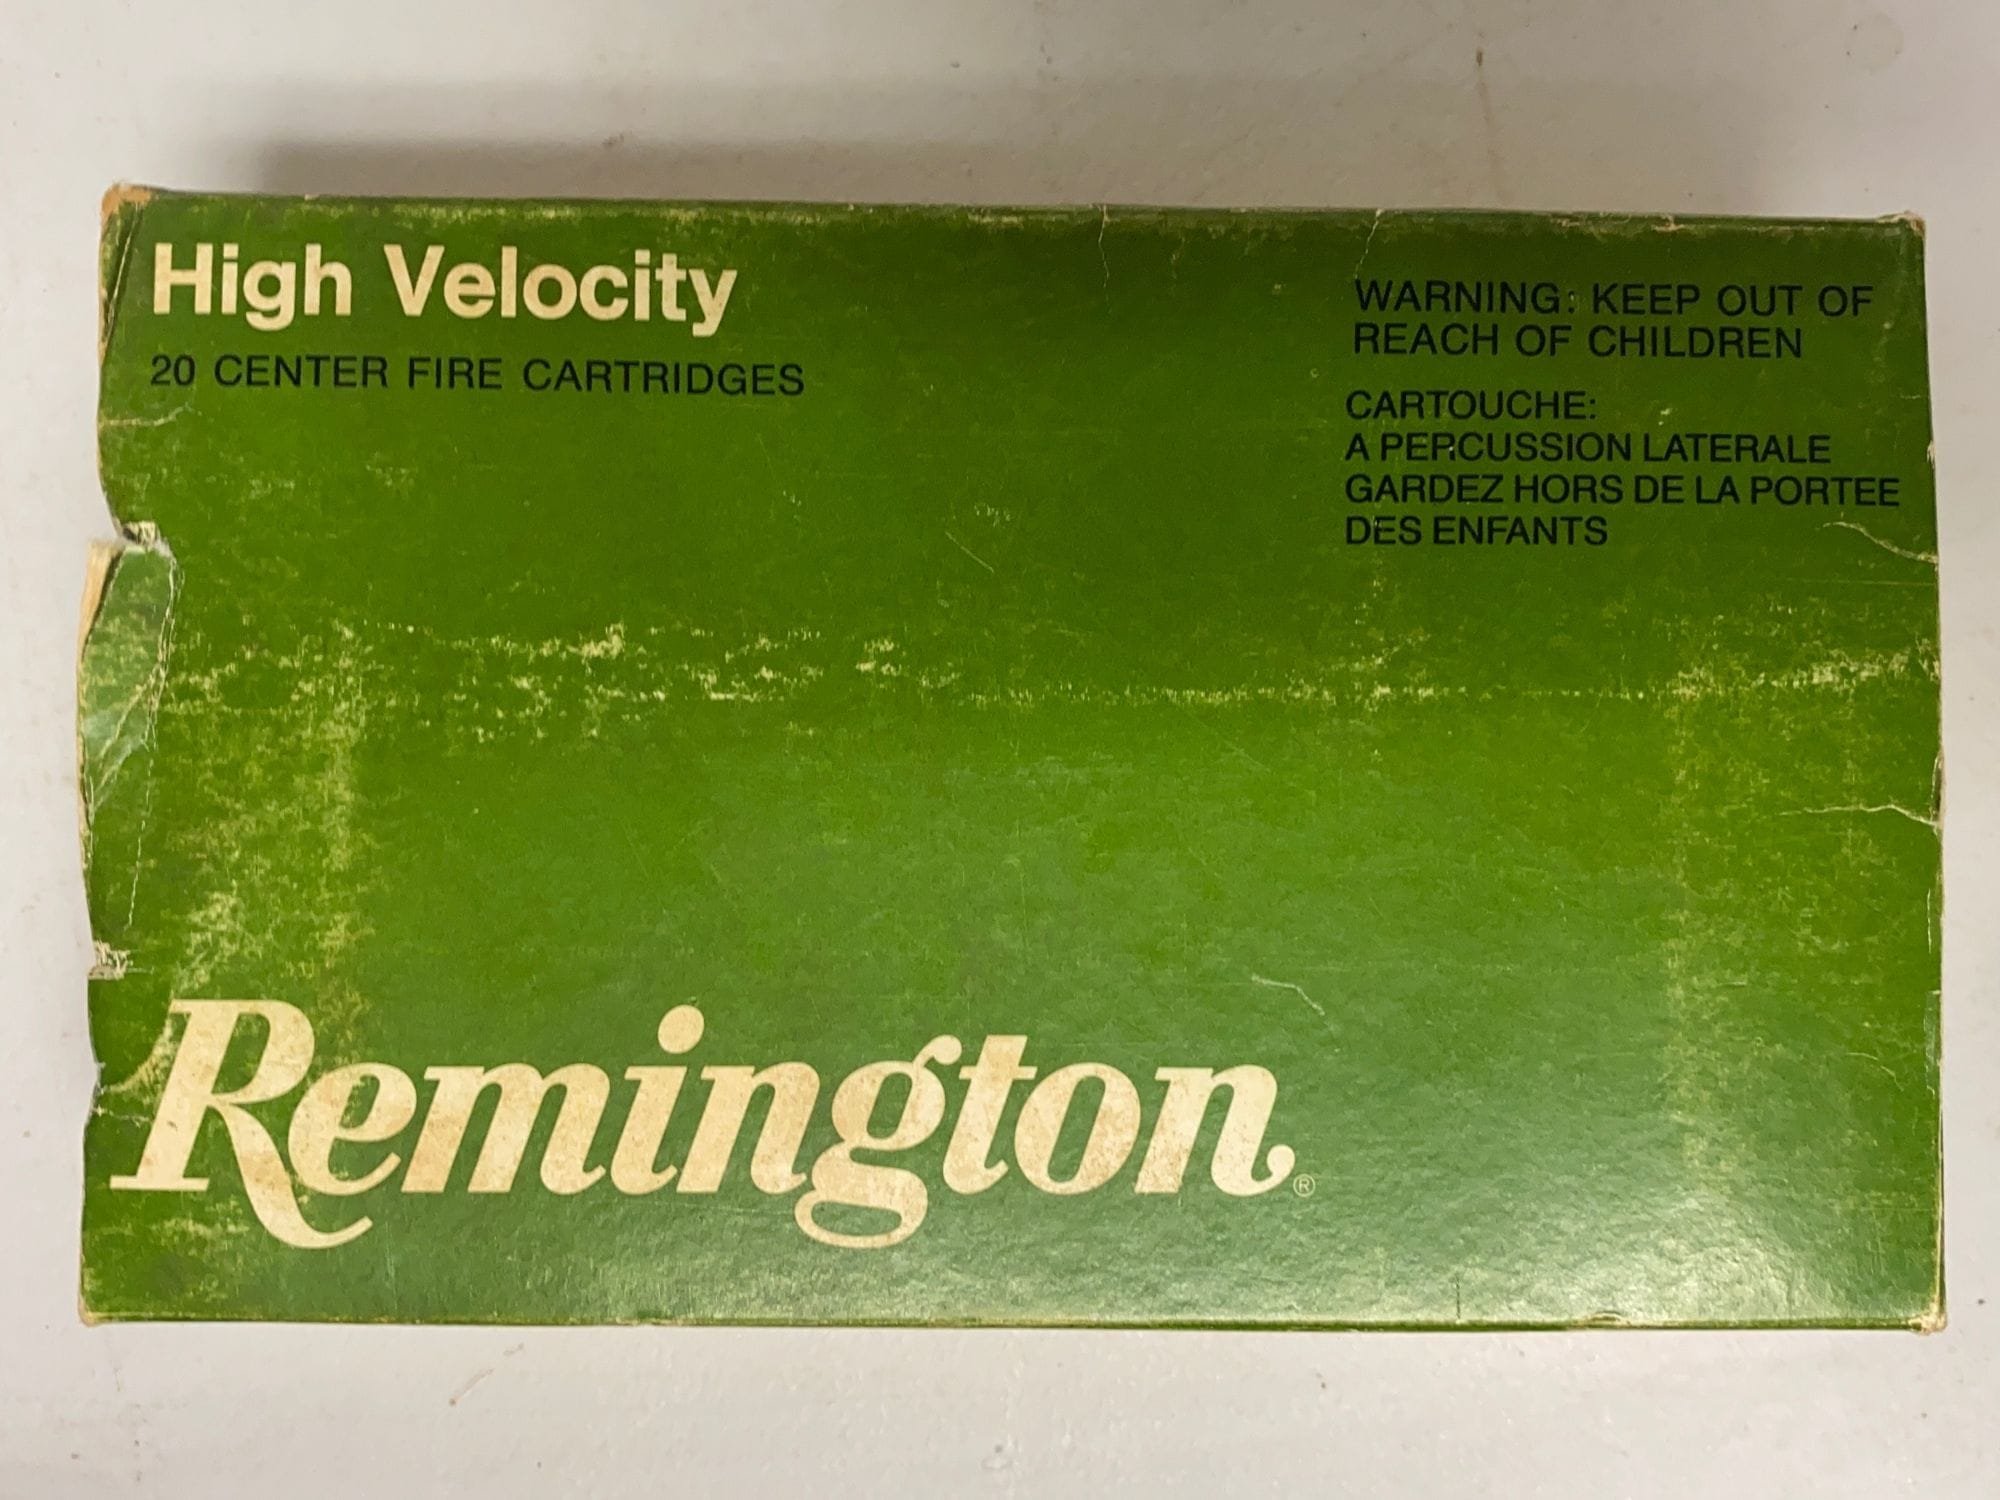 High Velocity
20 CENTER FIRE CARTRIDGES
WARNING: KEEP OUT OF
REACH OF CHILDREN
CARTOUCHE:
A PERCUSSION LATERALE
GARDEZ HORS DE LA PORTEE
DES ENFANTS
Remington®